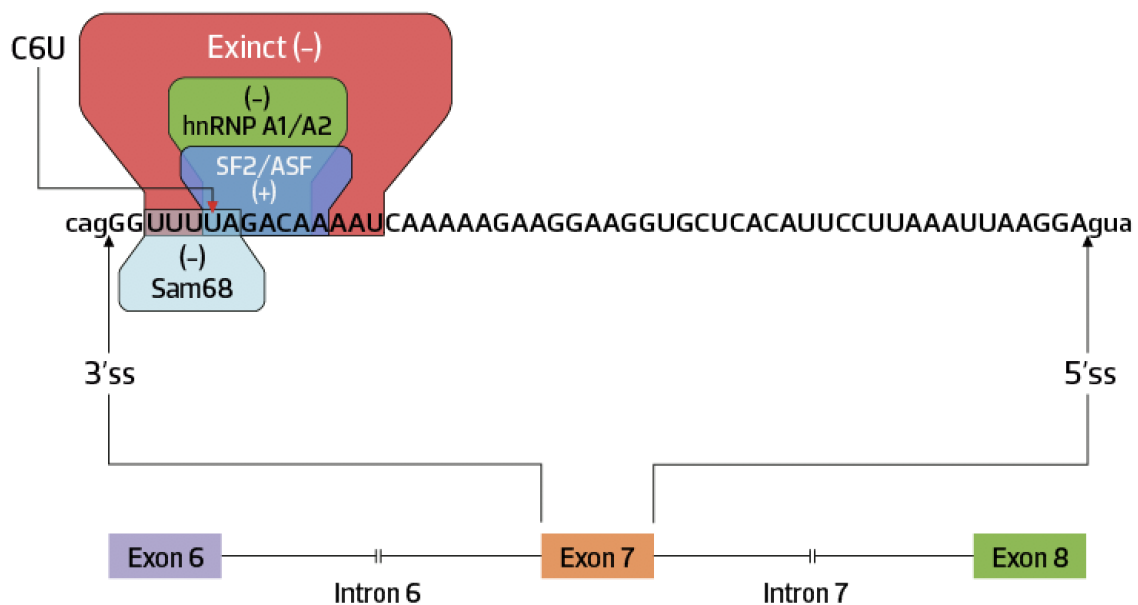 C6U
Exinct (–)
(–)
hnRNP A1/A2
SF2/ASF
(+)
cagGGUUUUAGACAAAAUCAAAAAGAAGGAAGGUGCUCACAUUCCUUAAAUUAAGGAgua
(–)
Sam68
3'ss
5'ss
Exon 6
Exon 7
Exon 8
Intron 6
Intron 7